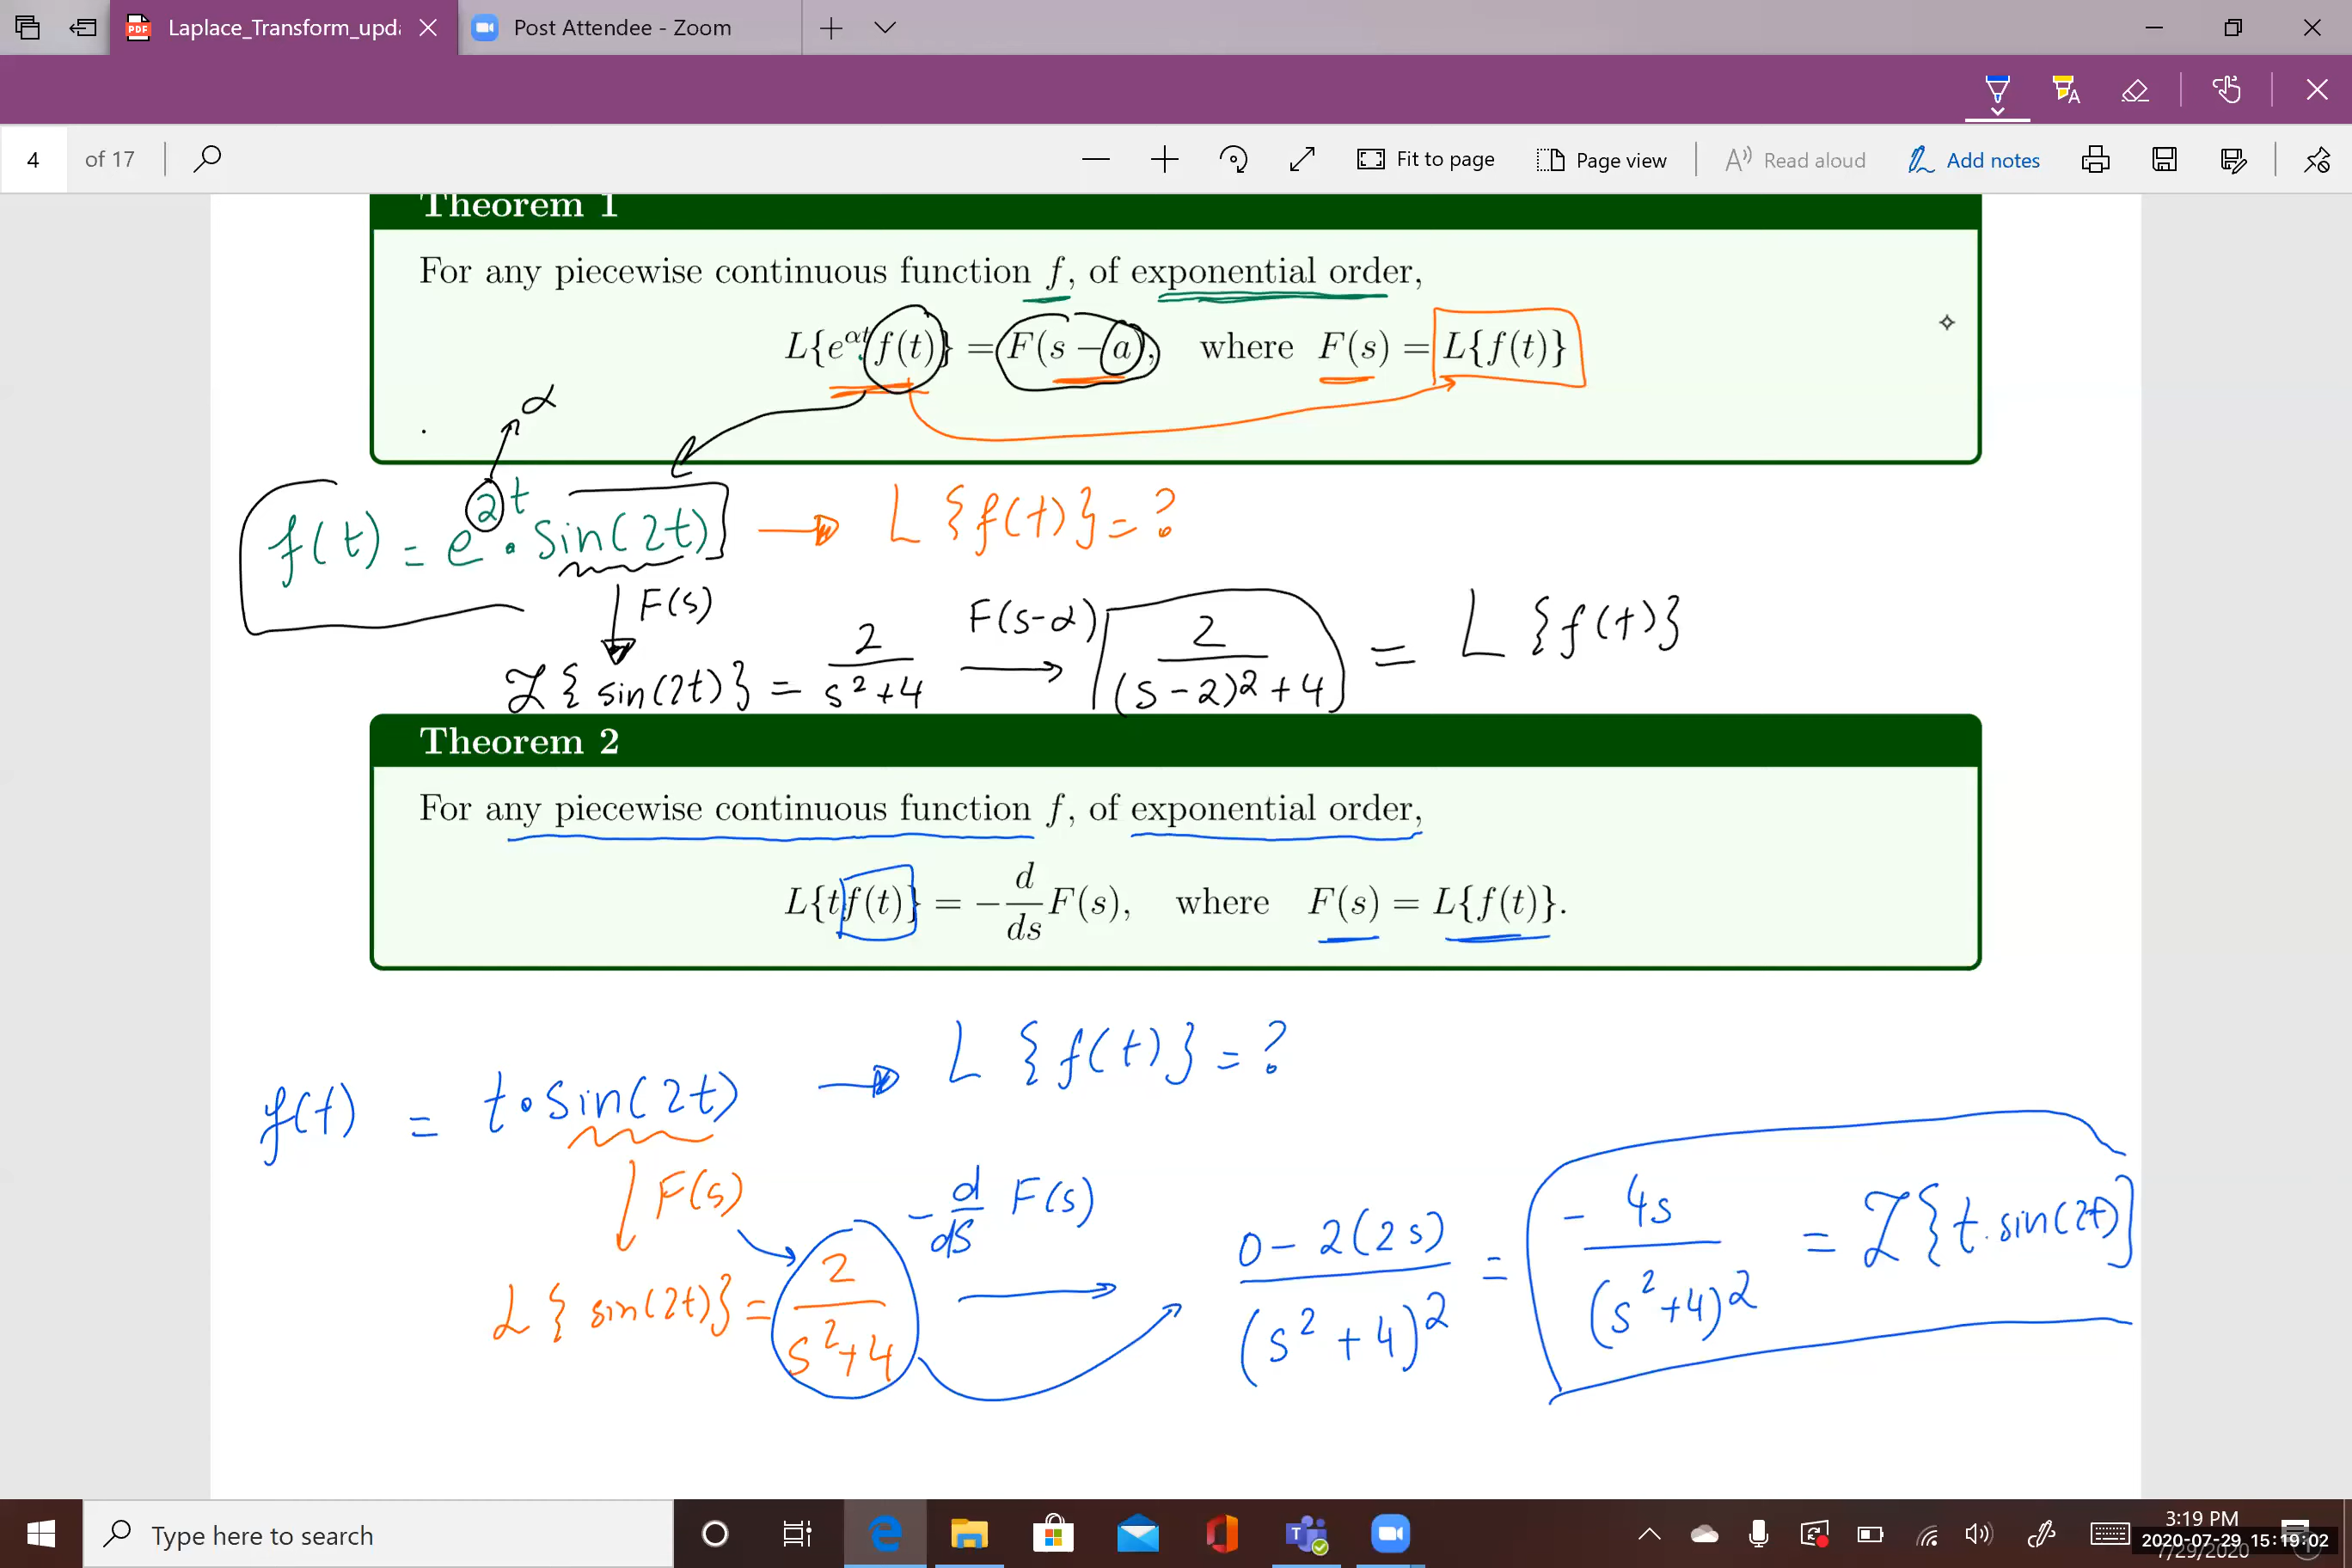 Laplace_Transform_upd
Post Attendee - Zoom
4 of 17
Fit to page
Page view
Read aloud
Add notes
Theorem 1
For any piecewise continuous function f, of exponential order,
L{e^{αt} f(t)} = F(s − a), where F(s) = L{f(t)}
.
α
f(t) = e^{2t} · sin(2t) → L{f(t)} = ?
↓ F(s)
ℒ{sin(2t)} = 2/(s²+4) F(s-α) → 2/((s-2)²+4) = L{f(t)}
Theorem 2
For any piecewise continuous function f, of exponential order,
L{tf(t)} = −d/ds F(s), where F(s) = L{f(t)}.
f(t) = t · sin(2t) → L{f(t)} = ?
↓ F(s)
ℒ{sin(2t)} = 2/(s²+4) -d/ds F(s) → (0-2(2s))/(s²+4)² = -4s/(s²+4)² = ℒ{t.sin(2t)}
Type here to search
3:19 PM
2020-07-29 15:19:02
7/29/2020